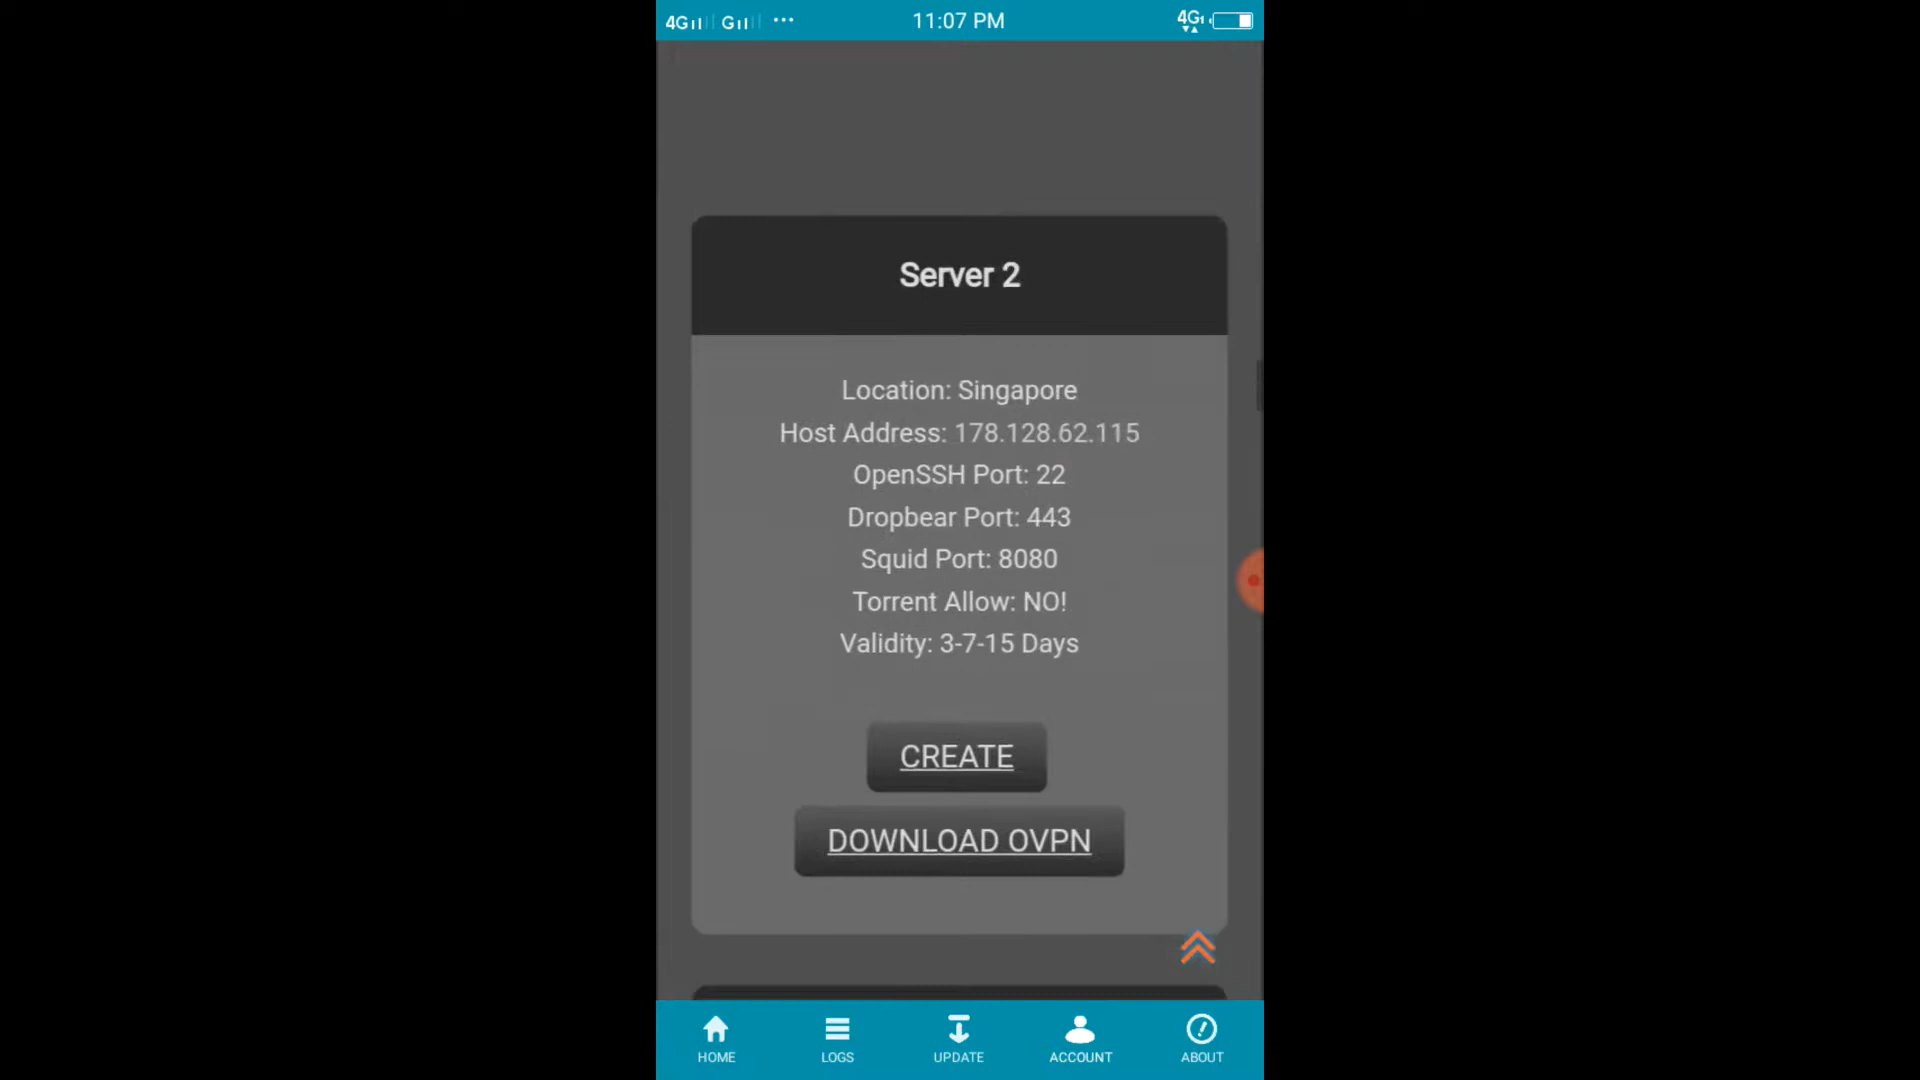 4G G ... 11:07 PM 4G
Server 2
Location: Singapore
Host Address: 178.128.62.115
OpenSSH Port: 22
Dropbear Port: 443
Squid Port: 8080
Torrent Allow: NO!
Validity: 3-7-15 Days
CREATE
DOWNLOAD OVPN
HOME LOGS UPDATE ACCOUNT ABOUT